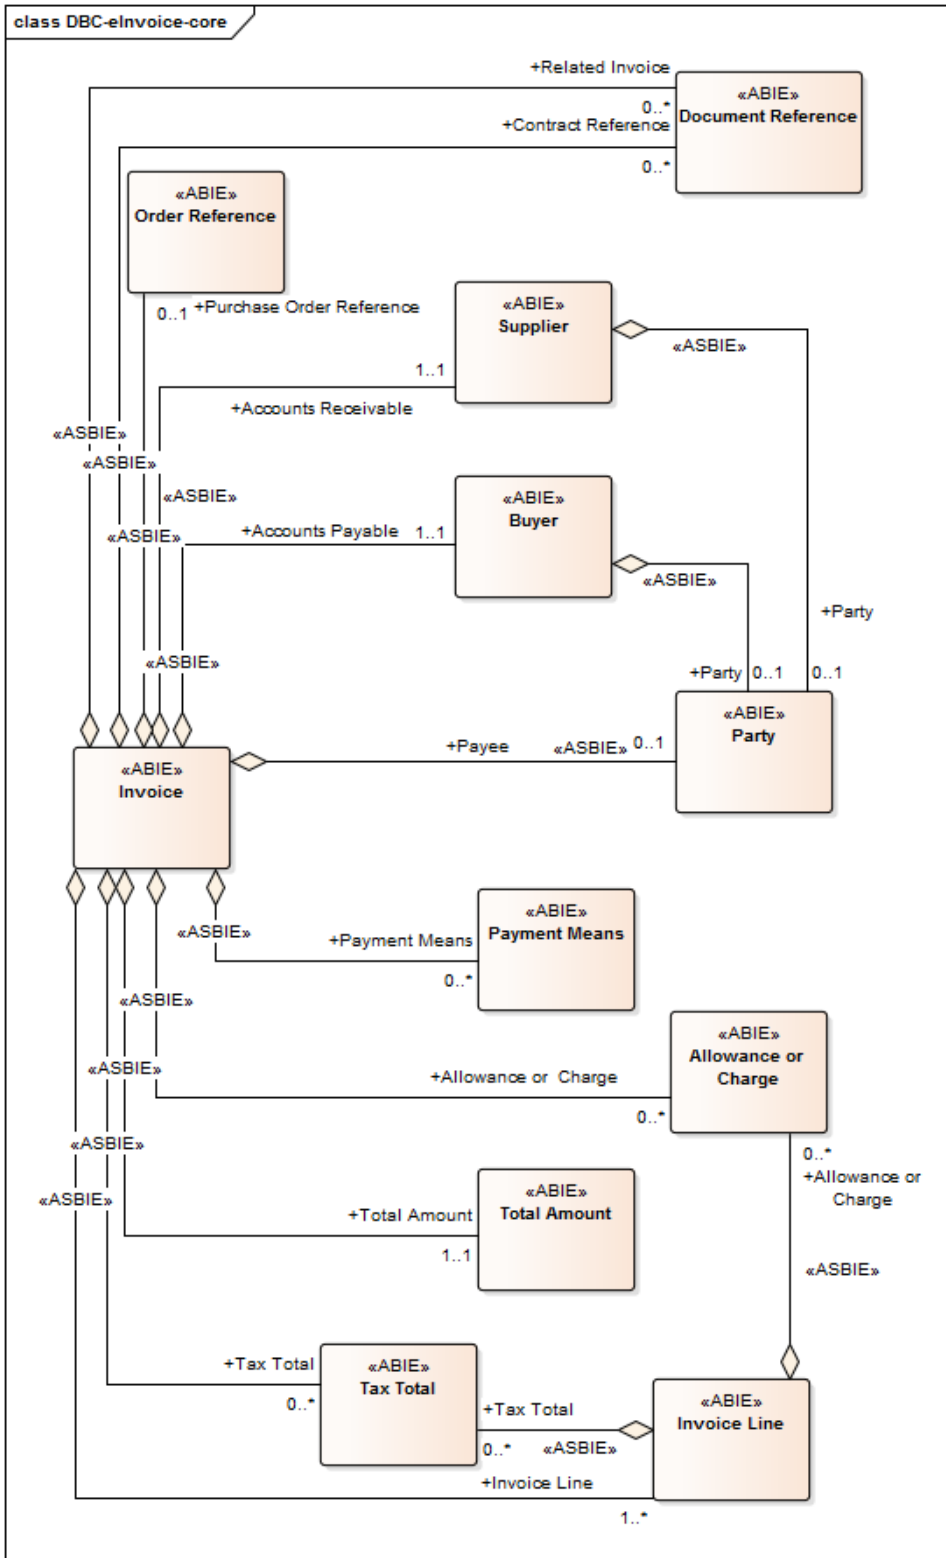 class DBC-eInvoice-core
+Related Invoice
0..*
«ABIE»
Document Reference
+Contract Reference
0..*
«ABIE»
Order Reference
0..1
+Purchase Order Reference
«ABIE»
Supplier
«ASBIE»
1..1
+Accounts Receivable
«ASBIE»
«ASBIE»
«ASBIE»
«ASBIE»
«ABIE»
Buyer
+Accounts Payable
1..1
«ASBIE»
+Party
«ASBIE»
+Party
0..1
0..1
«ABIE»
Party
+Payee
«ASBIE»
0..1
«ABIE»
Invoice
«ABIE»
Payment Means
«ASBIE»
+Payment Means
0..*
«ASBIE»
«ABIE»
Allowance or
Charge
«ASBIE»
+Allowance or Charge
0..*
«ASBIE»
0..*
+Allowance or
Charge
«ASBIE»
«ABIE»
Total Amount
+Total Amount
1..1
«ASBIE»
+Tax Total
0..*
«ABIE»
Tax Total
+Tax Total
0..*
«ASBIE»
«ABIE»
Invoice Line
+Invoice Line
1..*